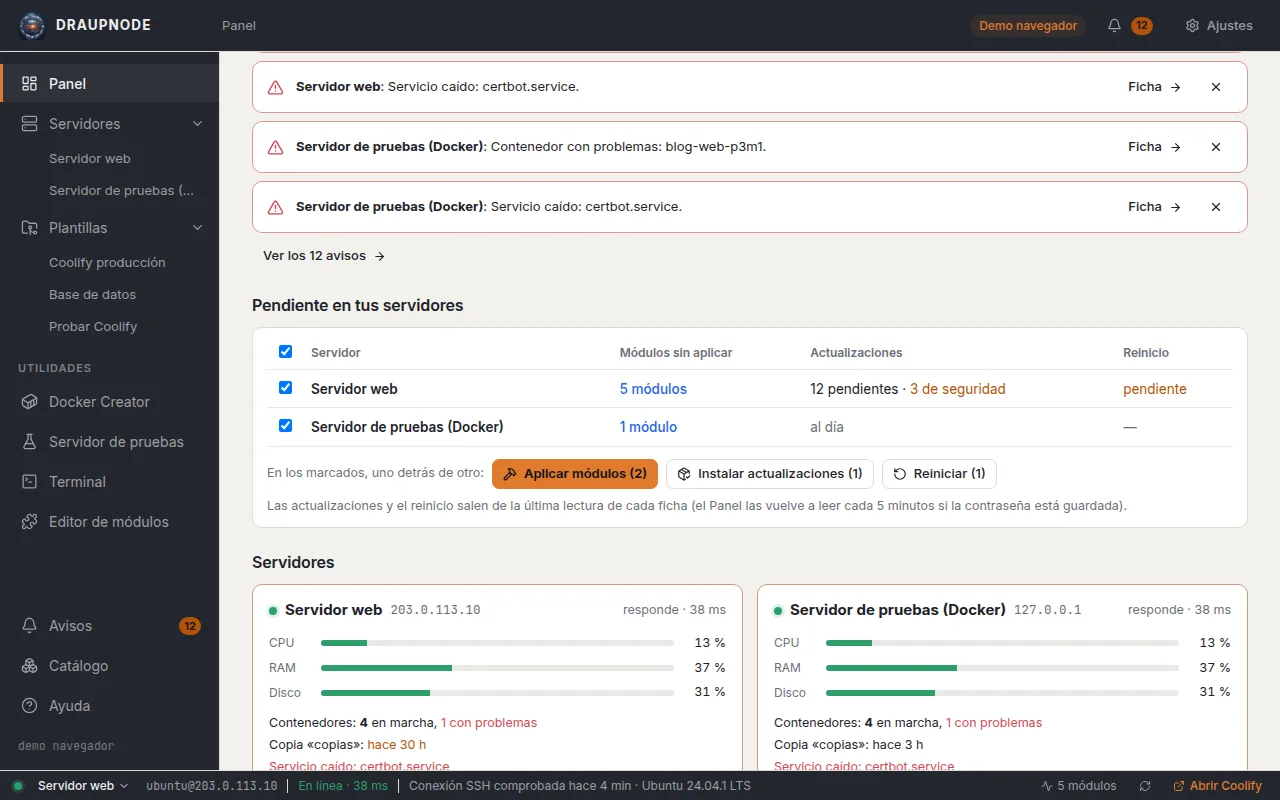 DRAUPNODE
Panel
Demo navegador
12
Ajustes
Panel
Servidores
Servidor web
Servidor de pruebas (...
Plantillas
Coolify producción
Base de datos
Probar Coolify
UTILIDADES
Docker Creator
Servidor de pruebas
Terminal
Editor de módulos
Avisos 12
Catálogo
Ayuda
demo navegador
Servidor web: Servicio caído: certbot.service. Ficha →
Servidor de pruebas (Docker): Contenedor con problemas: blog-web-p3m1. Ficha →
Servidor de pruebas (Docker): Servicio caído: certbot.service. Ficha →
Ver los 12 avisos →
Pendiente en tus servidores
Servidor Módulos sin aplicar Actualizaciones Reinicio
Servidor web 5 módulos 12 pendientes · 3 de seguridad pendiente
Servidor de pruebas (Docker) 1 módulo al día —
En los marcados, uno detrás de otro: Aplicar módulos (2) Instalar actualizaciones (1) Reiniciar (1)
Las actualizaciones y el reinicio salen de la última lectura de cada ficha (el Panel las vuelve a leer cada 5 minutos si la contraseña está guardada).
Servidores
Servidor web 203.0.113.10 responde · 38 ms
CPU 13 %
RAM 37 %
Disco 31 %
Contenedores: 4 en marcha, 1 con problemas
Copia «copias»: hace 30 h
Servicio caído: certbot.service
Servidor de pruebas (Docker) 127.0.0.1 responde · 38 ms
CPU 13 %
RAM 37 %
Disco 31 %
Contenedores: 4 en marcha, 1 con problemas
Copia «copias»: hace 3 h
Servicio caído: certbot.service
Servidor web ubuntu@203.0.113.10 En línea · 38 ms Conexión SSH comprobada hace 4 min · Ubuntu 24.04.1 LTS 5 módulos Abrir Coolify